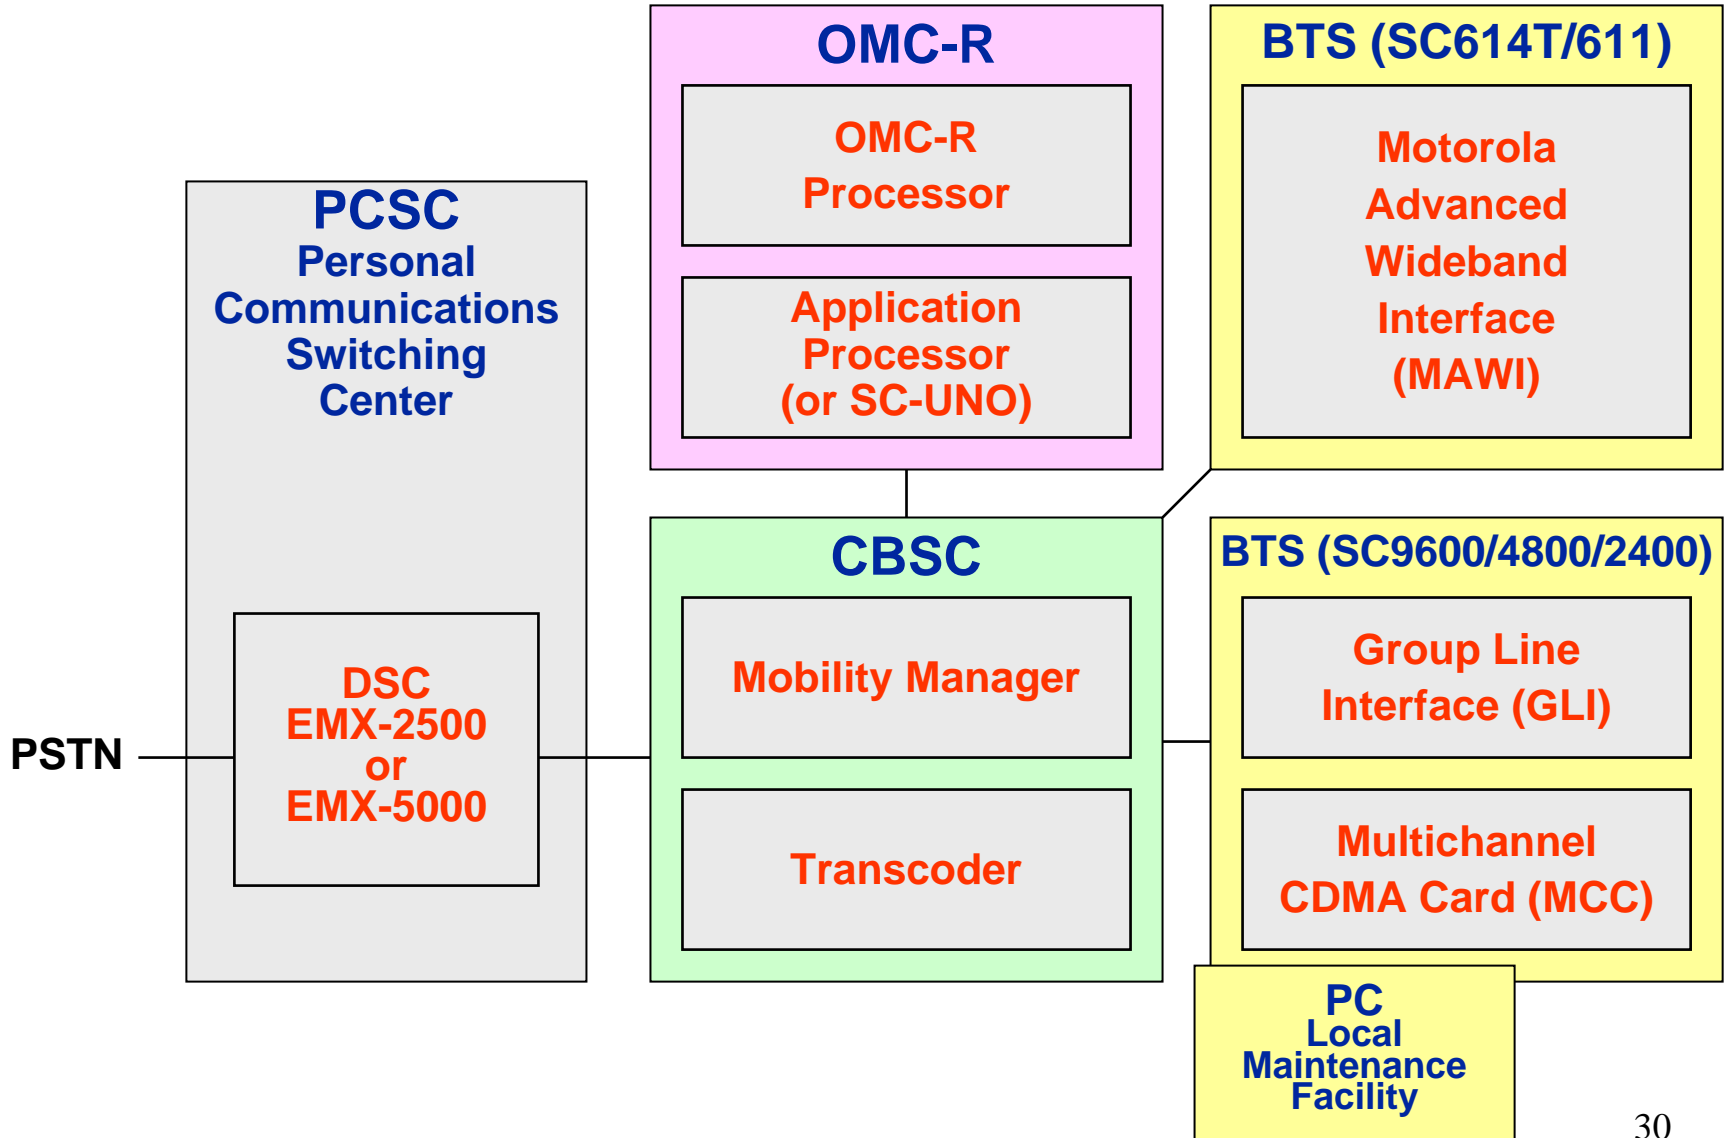 OMC-R
OMC-R
Processor
Application
Processor
(or SC-UNO)
BTS (SC614T/611)
Motorola
Advanced
Wideband
Interface
(MAWI)
PCSC
Personal
Communications
Switching
Center
DSC
EMX-2500
or
EMX-5000
PSTN
CBSC
Mobility Manager
Transcoder
BTS (SC9600/4800/2400)
Group Line
Interface (GLI)
Multichannel
CDMA Card (MCC)
PC
Local
Maintenance
Facility
30